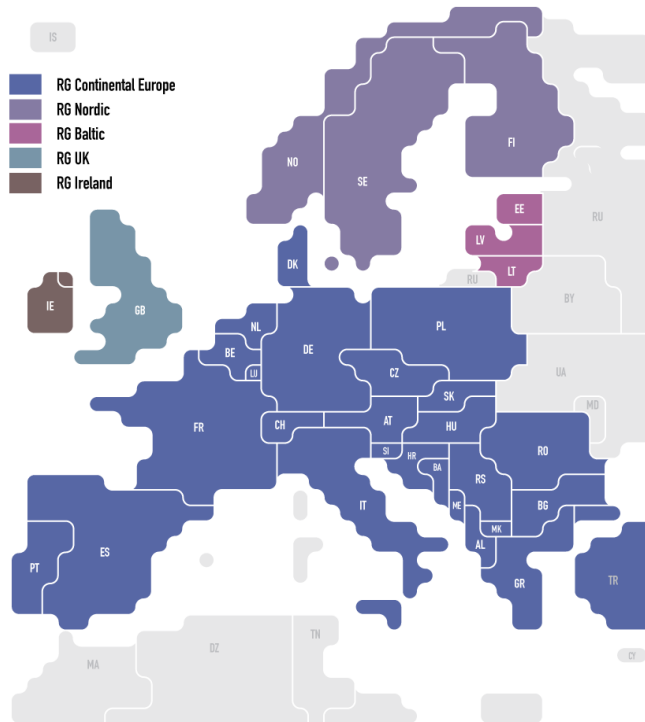 IS
RG Continental Europe
RG Nordic
RG Baltic
RG UK
RG Ireland
NO
SE
FI
RU
EE
LV
LT
RU
BY
DK
IE
GB
NL
BE
LU
DE
PL
CZ
UA
MD
SK
FR
CH
AT
HU
RO
SI
HR
BA
RS
IT
ME
BG
MK
AL
GR
TR
PT
ES
MA
DZ
TN
CY